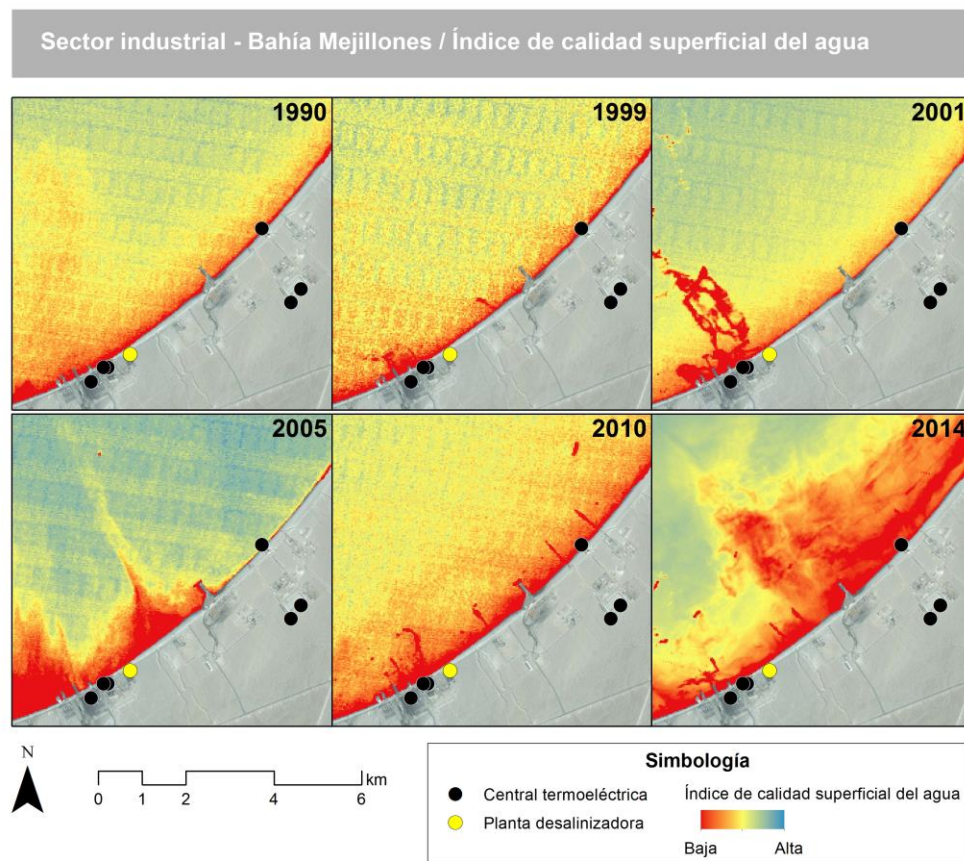 Sector industrial - Bahía Mejillones / Índice de calidad superficial del agua
1990
1999
2001
2005
2010
2014
N
km
0 1 2 4 6
Simbología
Central termoeléctrica
Planta desalinizadora
Índice de calidad superficial del agua
Baja Alta